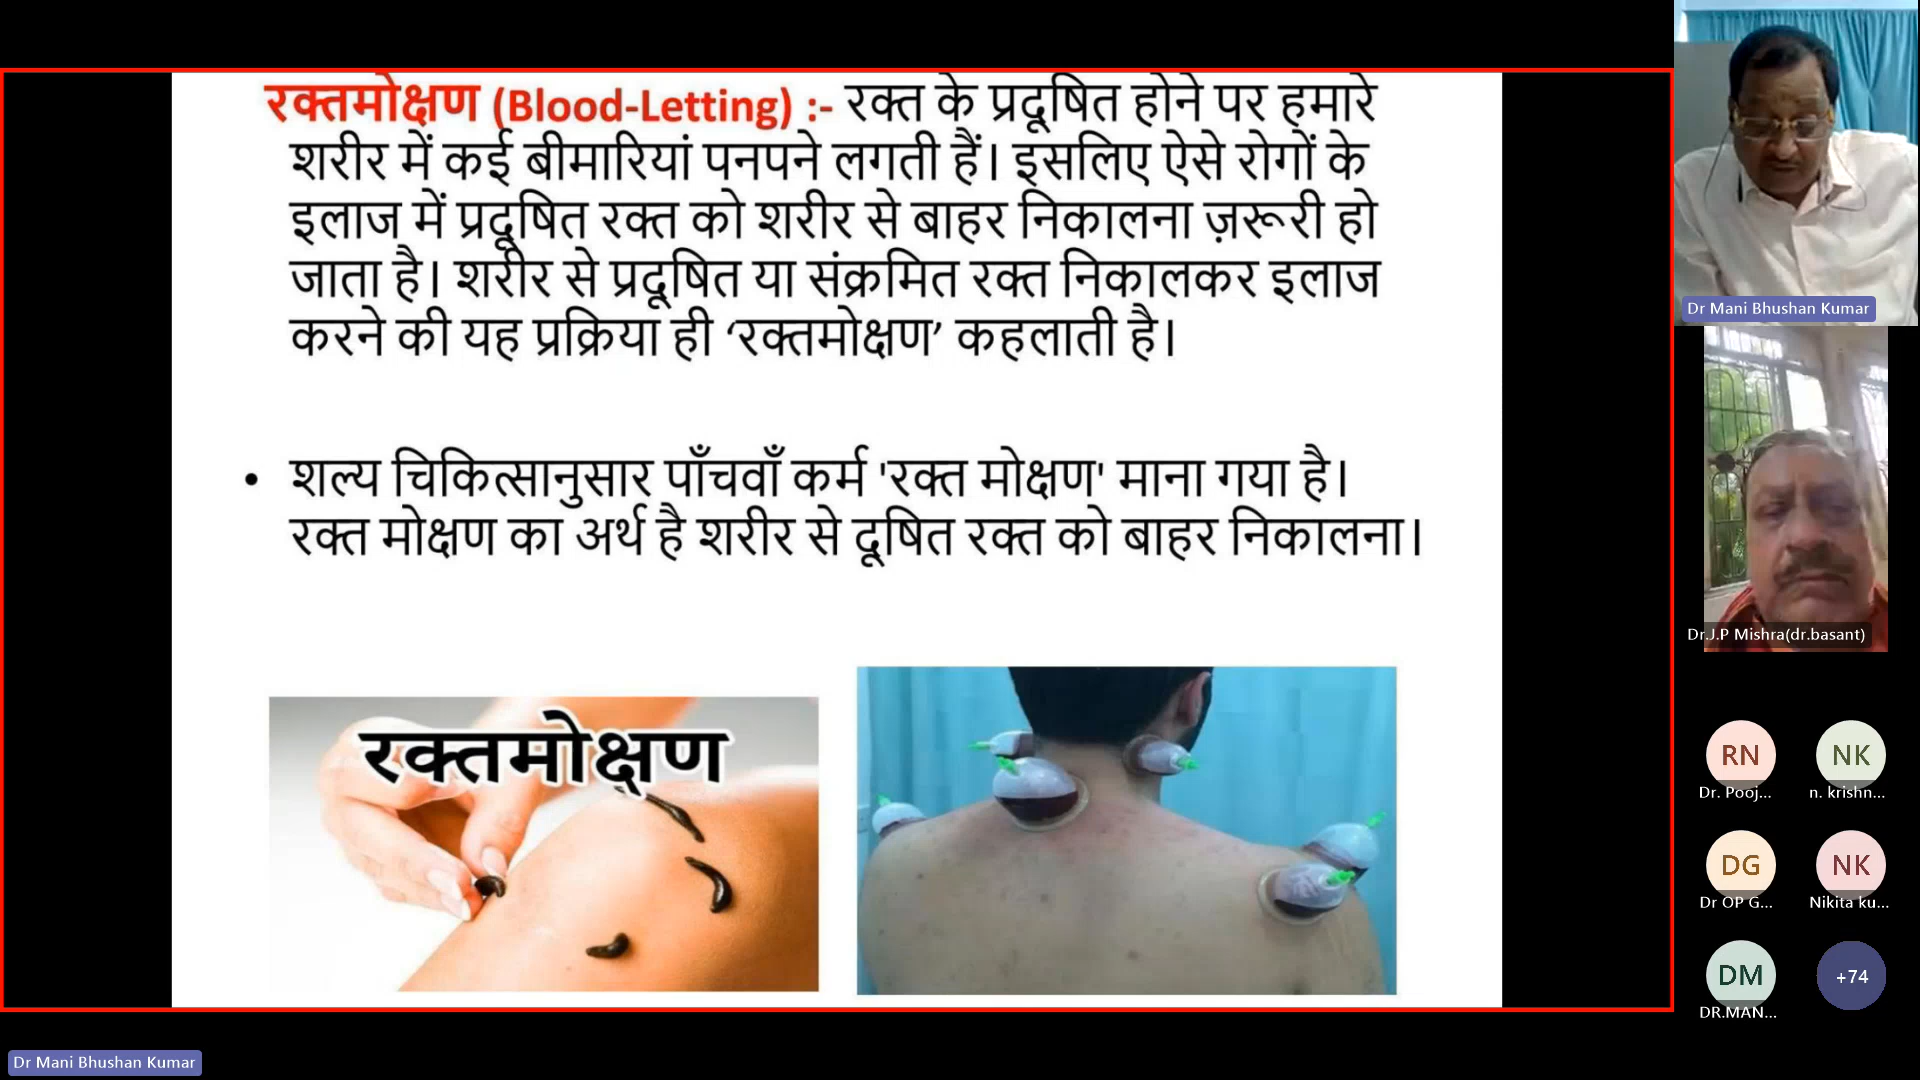 रक्तमोक्षण (Blood-Letting) :- रक्त के प्रदूषित होने पर हमारे
शरीर में कई बीमारियां पनपने लगती हैं। इसलिए ऐसे रोगों के
इलाज में प्रदूषित रक्त को शरीर से बाहर निकालना ज़रूरी हो
जाता है। शरीर से प्रदूषित या संक्रमित रक्त निकालकर इलाज
करने की यह प्रक्रिया ही ‘रक्तमोक्षण’ कहलाती है।
• शल्य चिकित्सानुसार पाँचवाँ कर्म 'रक्त मोक्षण' माना गया है।
रक्त मोक्षण का अर्थ है शरीर से दूषित रक्त को बाहर निकालना।
रक्तमोक्षण
Dr Mani Bhushan Kumar
Dr.J.P Mishra(dr.basant)
RN
Dr. Pooj...
NK
n. krishn...
DG
Dr OP G...
NK
Nikita ku...
DM
DR.MAN...
+74
Dr Mani Bhushan Kumar